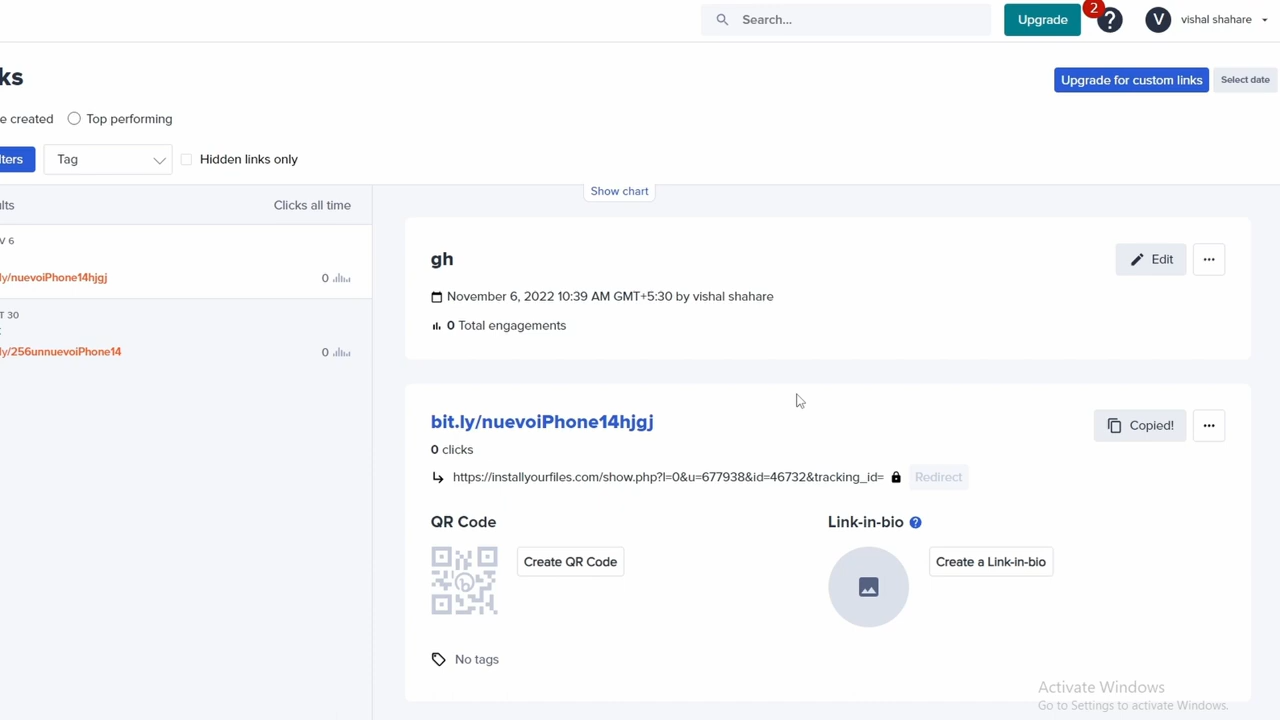 Search...
Upgrade
2
?
V
vishal shahare
ks
Upgrade for custom links
Select date
e created
Top performing
lters
Tag
Hidden links only
Show chart
ults
Clicks all time
V 6
ly/nuevoiPhone14hjgj
0
T 30
ly/256unnuevoiPhone14
0
gh
Edit
November 6, 2022 10:39 AM GMT+5:30 by vishal shahare
0 Total engagements
bit.ly/nuevoiPhone14hjgj
Copied!
0 clicks
https://installyourfiles.com/show.php?l=0&u=677938&id=46732&tracking_id=
Redirect
QR Code
Link-in-bio ?
Create QR Code
Create a Link-in-bio
No tags
Activate Windows
Go to Settings to activate Windows.